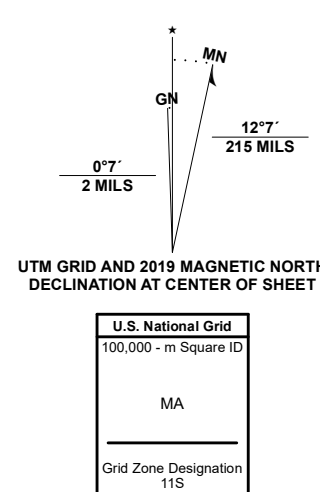 ★
MN
GN
12°7´
215 MILS
0°7´
2 MILS
UTM GRID AND 2019 MAGNETIC NORTH
DECLINATION AT CENTER OF SHEET
U.S. National Grid
100,000 - m Square ID
MA
Grid Zone Designation
11S